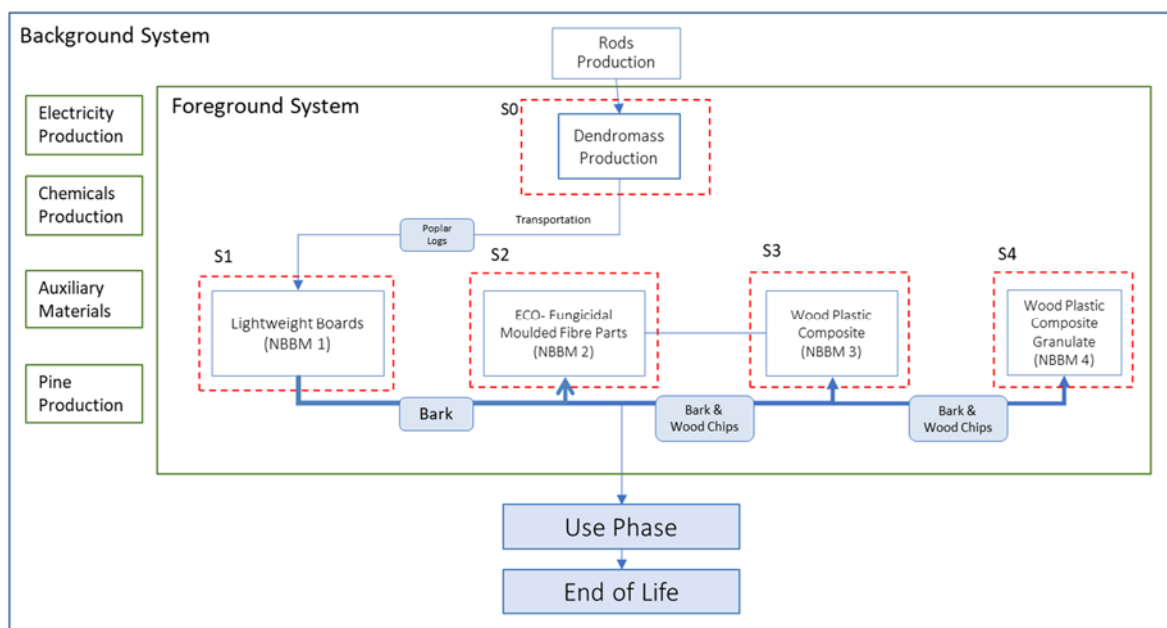 Background System
Rods
Production
Electricity
Production
Foreground System
S0
Dendromass
Production
Chemicals
Production
Transportation
Poplar
Logs
S1
S2
S3
S4
Auxiliary
Materials
Lightweight Boards
(NBBM 1)
ECO- Fungicidal
Moulded Fibre Parts
(NBBM 2)
Wood Plastic
Composite
(NBBM 3)
Wood Plastic
Composite
Granulate
(NBBM 4)
Pine
Production
Bark
Bark &
Wood Chips
Bark &
Wood Chips
Use Phase
End of Life